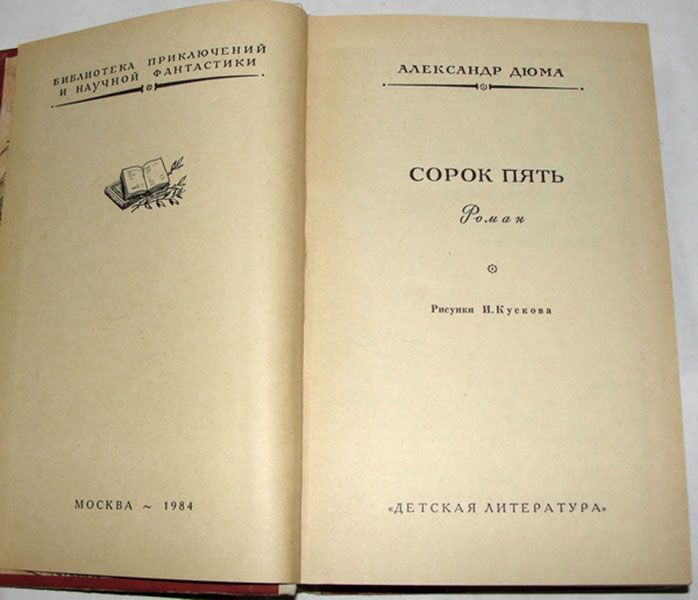 БИБЛИОТЕКА ПРИКЛЮЧЕНИЙ
И НАУЧНОЙ ФАНТАСТИКИ
МОСКВА ~ 1984
АЛЕКСАНДР ДЮМА
СОРОК ПЯТЬ
Роман
Рисунки И. Кускова
«ДЕТСКАЯ ЛИТЕРАТУРА»